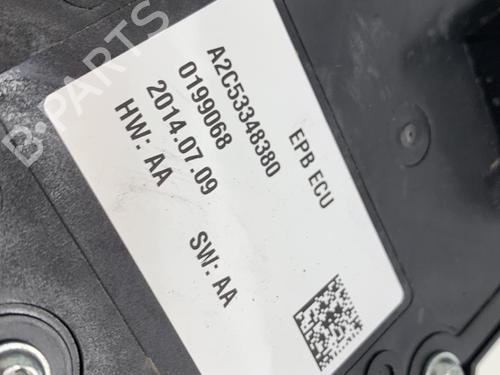 EPB ECU
A2C53348380
0199068
2014.07.09
HW: AA SW: AA
B-PARTS